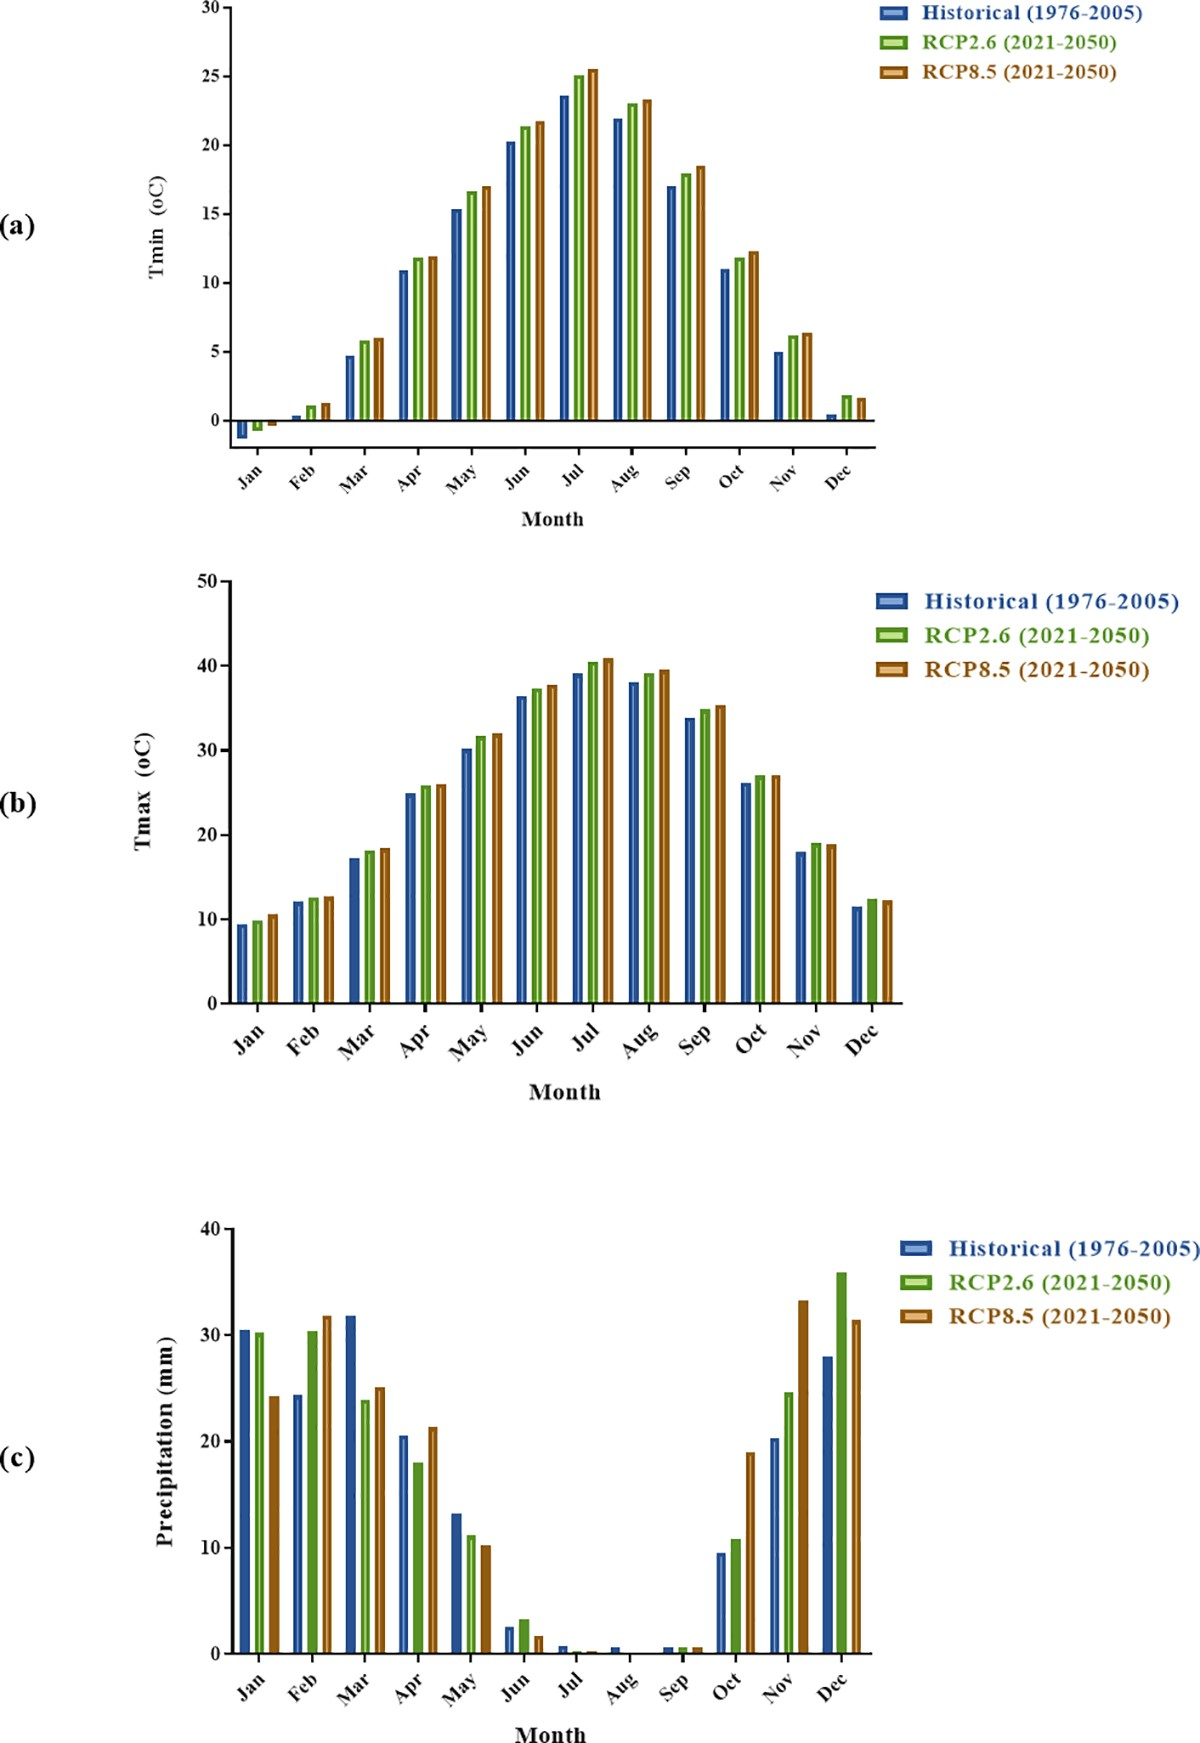 Historical (1976-2005)
RCP2.6 (2021-2050)
RCP8.5 (2021-2050)
(a)
Tmin (oC)
30
25
20
15
10
5
0
Jan Feb Mar Apr May Jun Jul Aug Sep Oct Nov Dec
Month
Historical (1976-2005)
RCP2.6 (2021-2050)
RCP8.5 (2021-2050)
(b)
Tmax (oC)
50
40
30
20
10
0
Jan Feb Mar Apr May Jun Jul Aug Sep Oct Nov Dec
Month
Historical (1976-2005)
RCP2.6 (2021-2050)
RCP8.5 (2021-2050)
(c)
Precipitation (mm)
40
30
20
10
0
Jan Feb Mar Apr May Jun Jul Aug Sep Oct Nov Dec
Month